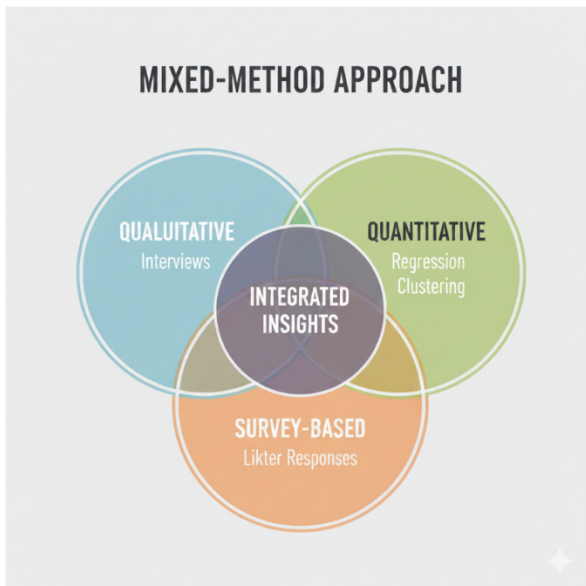 MIXED-METHOD APPROACH
QUALUITATIVE
Interviews
QUANTITATIVE
Regression
Clustering
INTEGRATED
INSIGHTS
SURVEY-BASED
Likter Responses